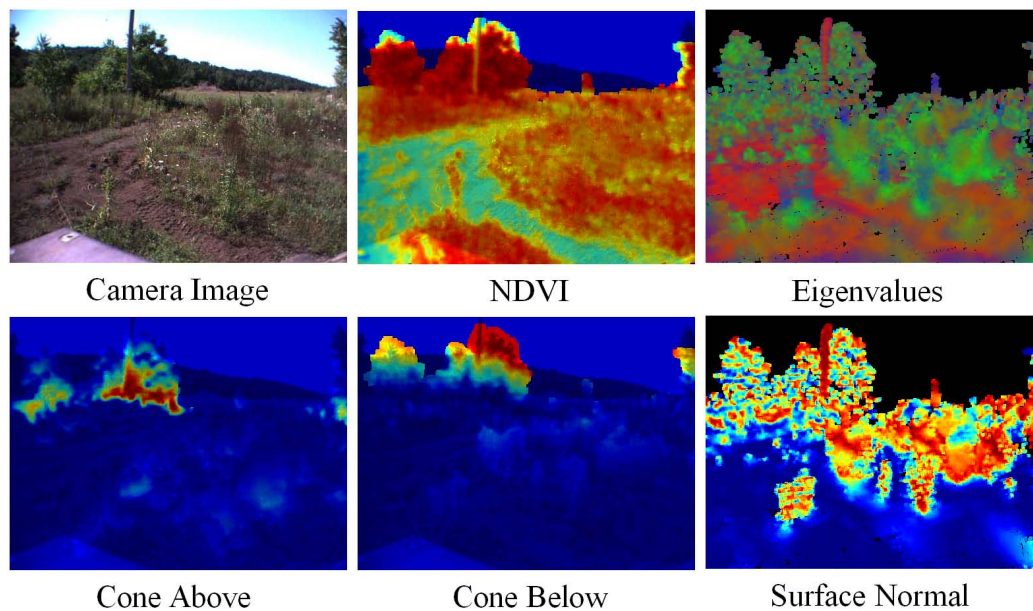 Camera Image
NDVI
Eigenvalues
Cone Above
Cone Below
Surface Normal